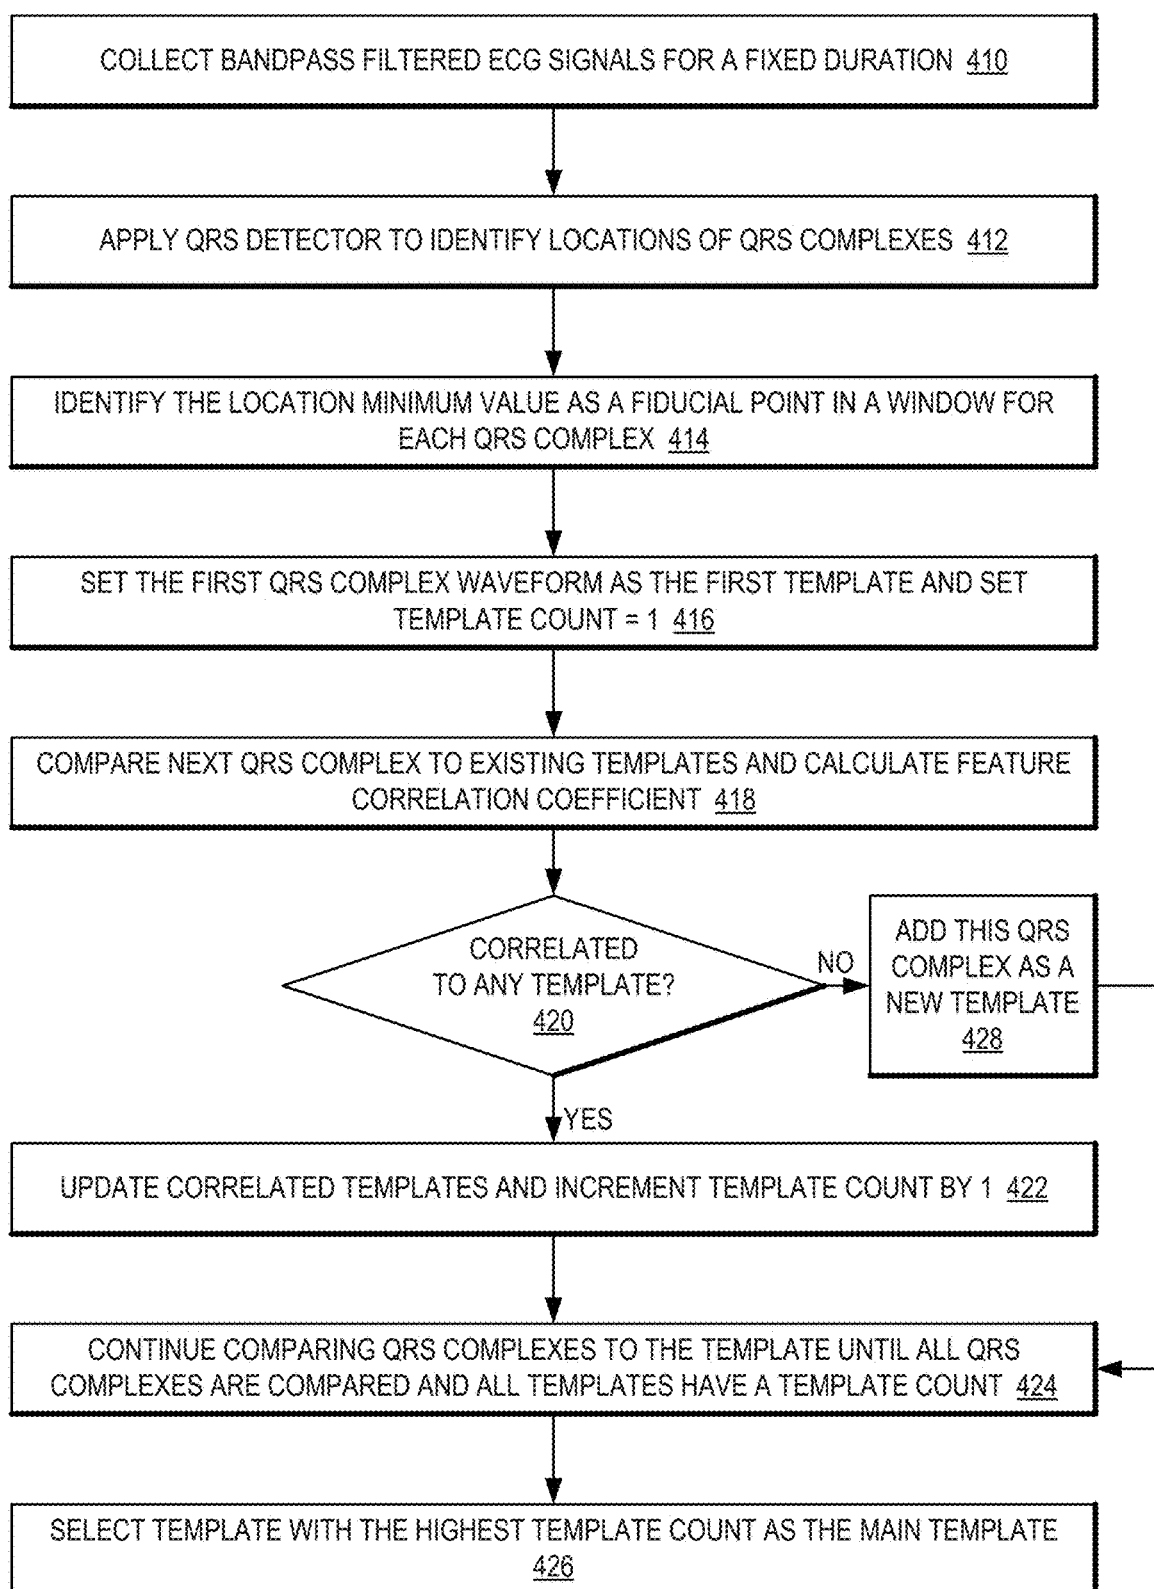 COLLECT BANDPASS FILTERED ECG SIGNALS FOR A FIXED DURATION 410
APPLY QRS DETECTOR TO IDENTIFY LOCATIONS OF QRS COMPLEXES 412
IDENTIFY THE LOCATION MINIMUM VALUE AS A FIDUCIAL POINT IN A WINDOW FOR
EACH QRS COMPLEX 414
SET THE FIRST QRS COMPLEX WAVEFORM AS THE FIRST TEMPLATE AND SET
TEMPLATE COUNT = 1 416
COMPARE NEXT QRS COMPLEX TO EXISTING TEMPLATES AND CALCULATE FEATURE
CORRELATION COEFFICIENT 418
CORRELATED
TO ANY TEMPLATE?
420
NO
ADD THIS QRS
COMPLEX AS A
NEW TEMPLATE
428
YES
UPDATE CORRELATED TEMPLATES AND INCREMENT TEMPLATE COUNT BY 1 422
CONTINUE COMPARING QRS COMPLEXES TO THE TEMPLATE UNTIL ALL QRS
COMPLEXES ARE COMPARED AND ALL TEMPLATES HAVE A TEMPLATE COUNT 424
SELECT TEMPLATE WITH THE HIGHEST TEMPLATE COUNT AS THE MAIN TEMPLATE
426